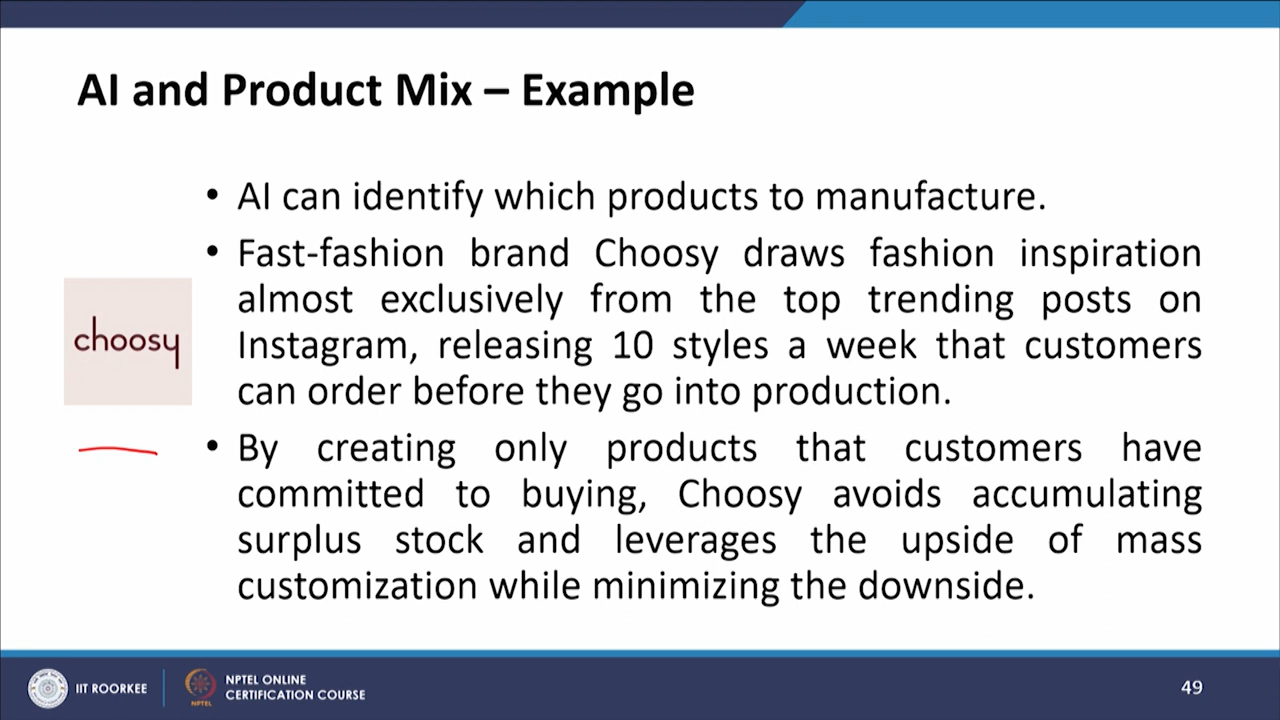 AI and Product Mix – Example
• AI can identify which products to manufacture.
• Fast-fashion brand Choosy draws fashion inspiration
almost exclusively from the top trending posts on
Instagram, releasing 10 styles a week that customers
can order before they go into production.
choosy
• By creating only products that customers have
committed to buying, Choosy avoids accumulating
surplus stock and leverages the upside of mass
customization while minimizing the downside.
IIT ROORKEE
NPTEL
NPTEL ONLINE
CERTIFICATION COURSE
49